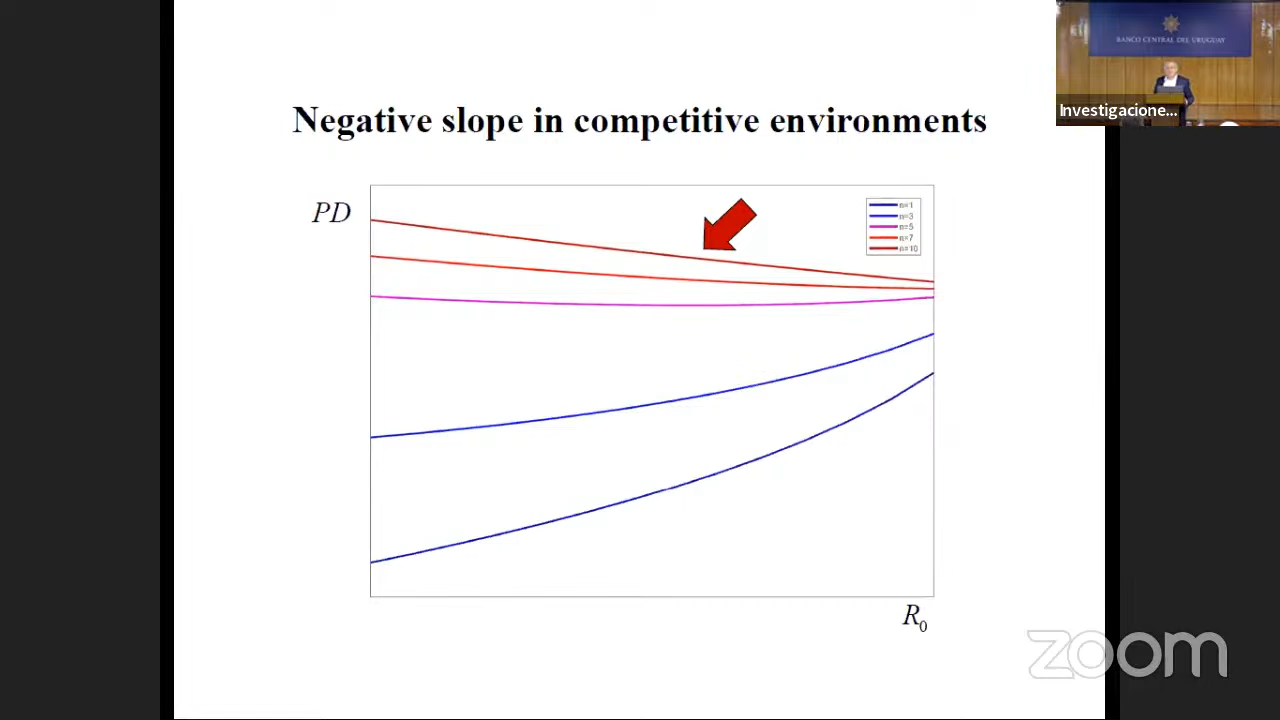 BANCO CENTRAL DEL URUGUAY
Investigacione...
Negative slope in competitive environments
PD
n=1
n=3
n=5
n=7
n=10
R0
zoom